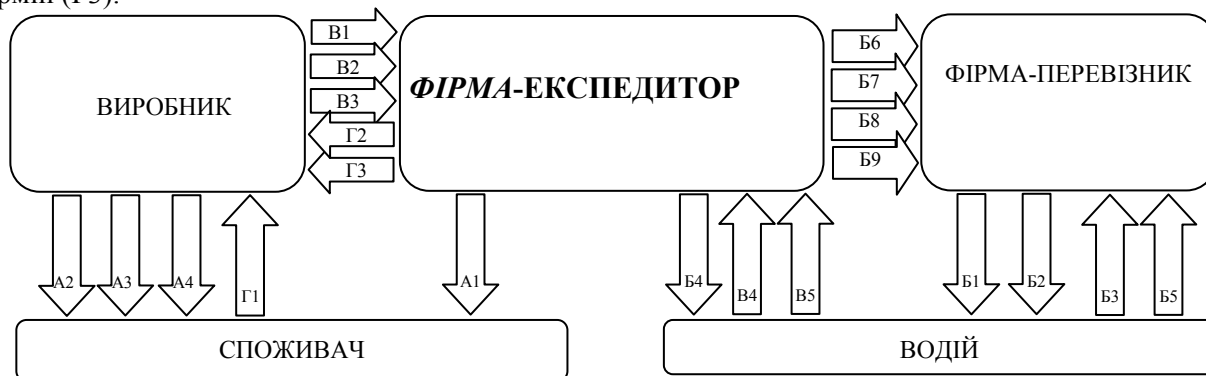 В1
В2
В3
Г2
Г3
ВИРОБНИК
ФІРМА-ЕКСПЕДИТОР
Б6
Б7
Б8
Б9
ФІРМА-ПЕРЕВІЗНИК
А2
А3
А4
Г1
А1
Б4
В4
В5
Б1
Б2
Б3
Б5
СПОЖИВАЧ
ВОДІЙ